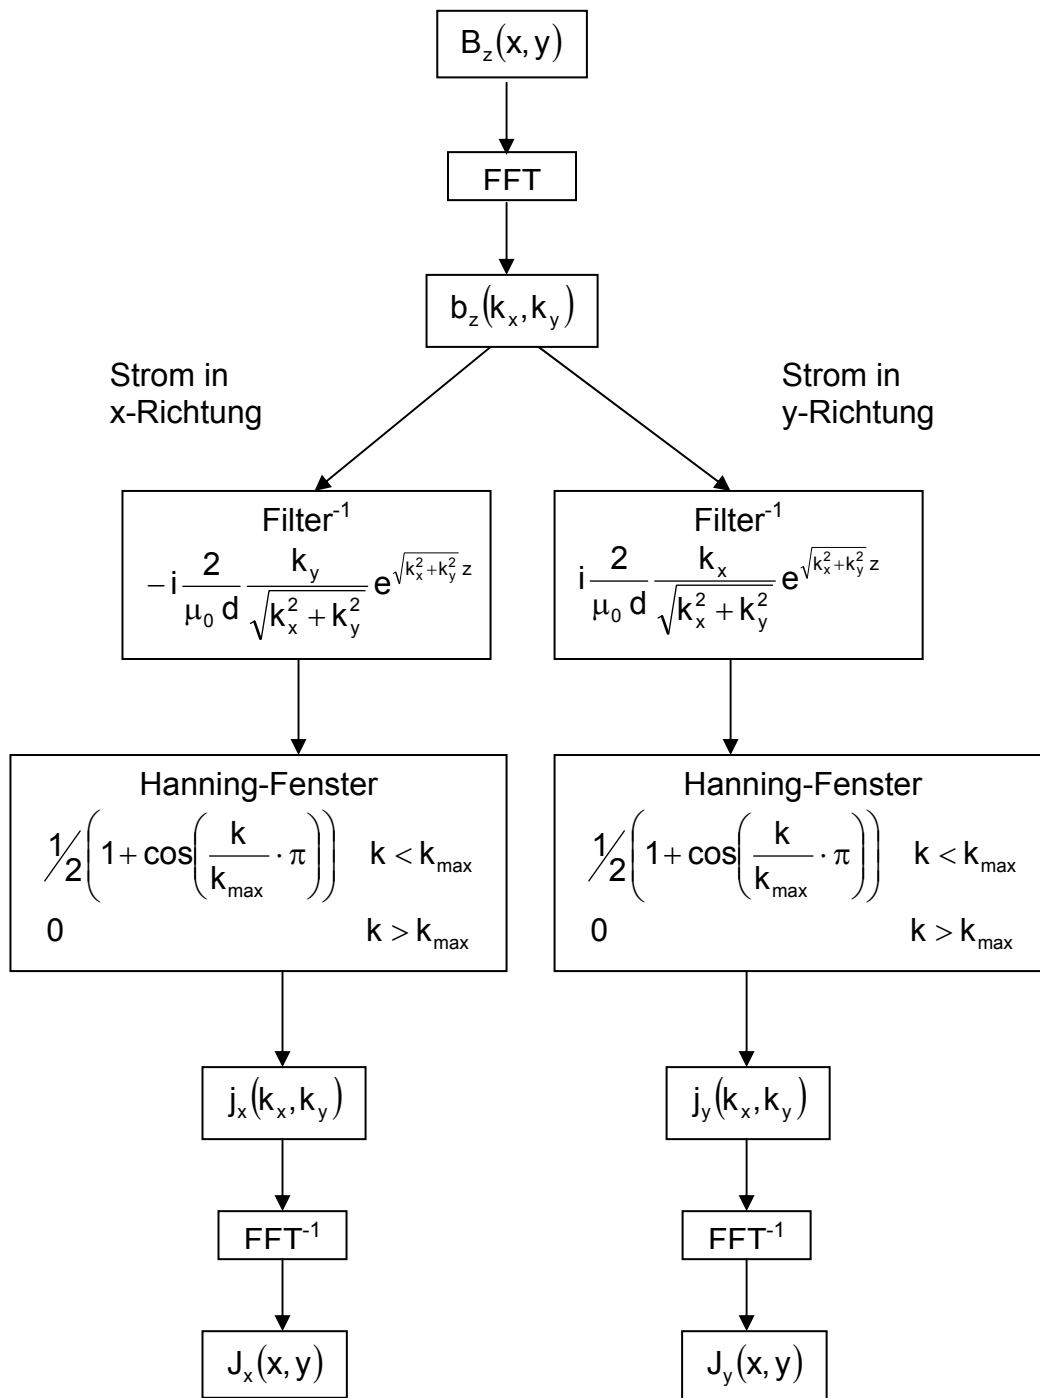 B_z(x, y)
FFT
b_z(k_x, k_y)
Strom in
x-Richtung
Strom in
y-Richtung
Filter^-1
− i 2/(μ_0 d) k_y/√(k_x^2 + k_y^2) e^(√(k_x^2+k_y^2) z)
Filter^-1
i 2/(μ_0 d) k_x/√(k_x^2 + k_y^2) e^(√(k_x^2+k_y^2) z)
Hanning-Fenster
1/2(1 + cos(k/k_max · π)) k < k_max
0 k > k_max
Hanning-Fenster
1/2(1 + cos(k/k_max · π)) k < k_max
0 k > k_max
j_x(k_x, k_y)
j_y(k_x, k_y)
FFT^-1
FFT^-1
J_x(x, y)
J_y(x, y)